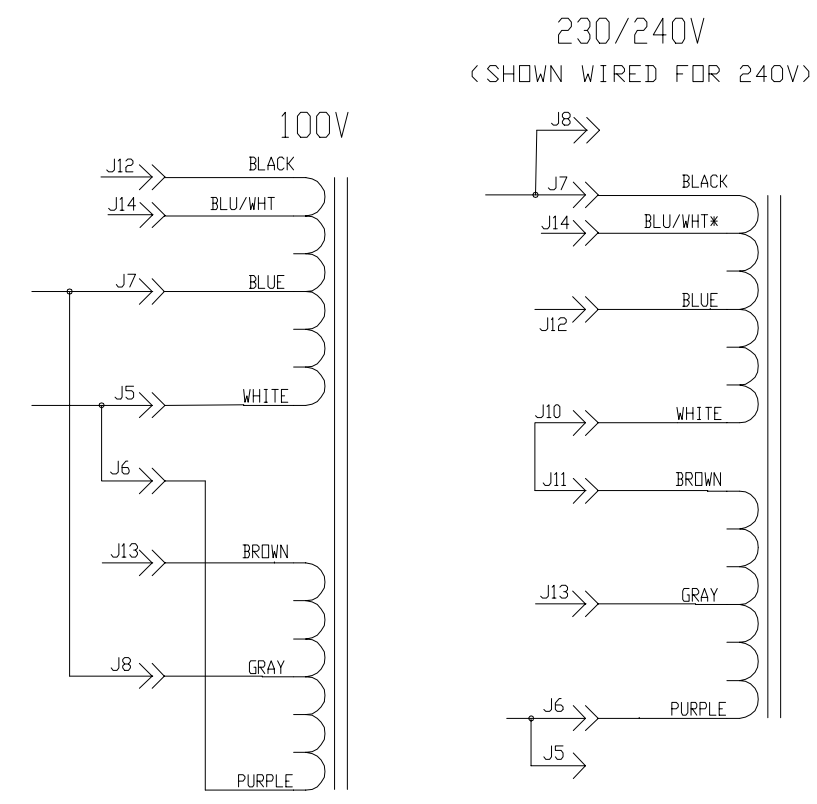 230/240V
(SHOWN WIRED FOR 240V)
100V
J12
BLACK
J14
BLU/WHT
J7
BLUE
J5
WHITE
J6
J13
BROWN
J8
GRAY
PURPLE
J8
J7
BLACK
J14
BLU/WHT*
BLUE
J12
J10
WHITE
J11
BROWN
J13
GRAY
J6
PURPLE
J5